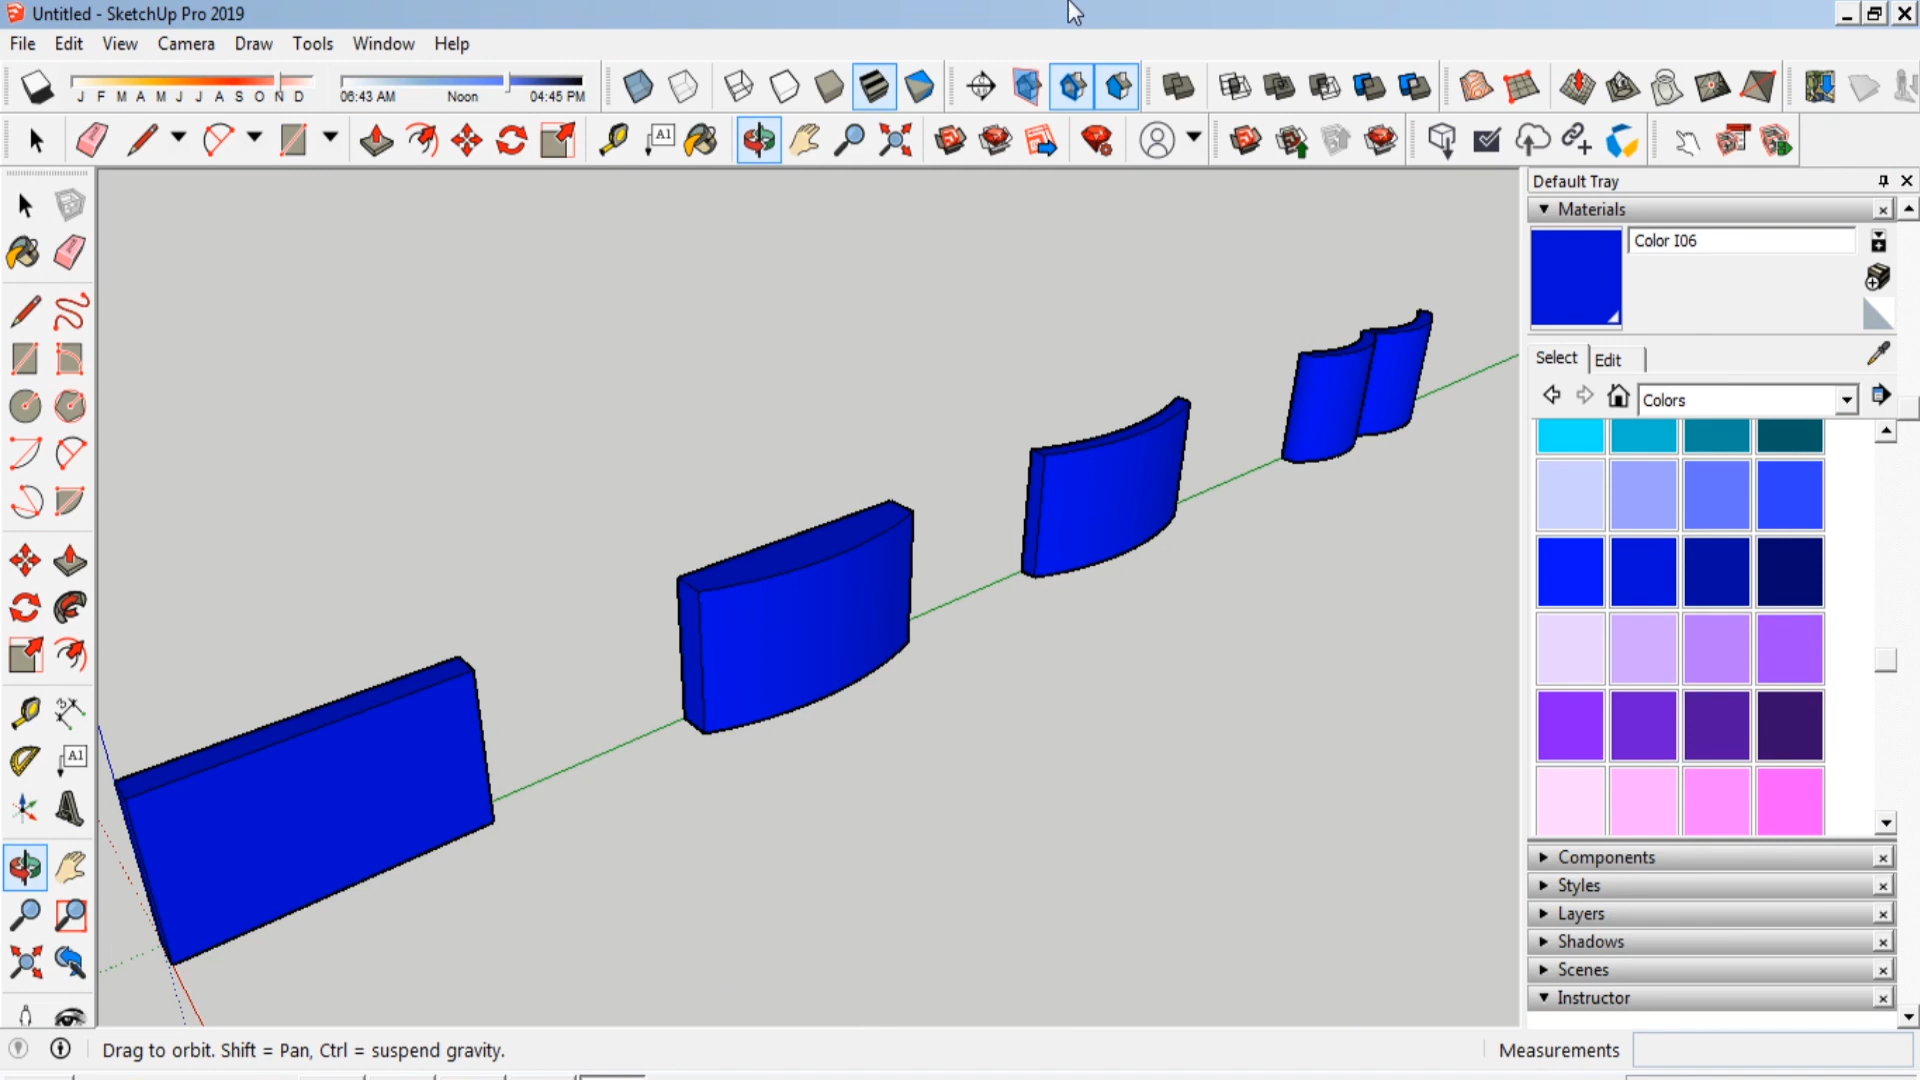 Untitled - SketchUp Pro 2019
File Edit View Camera Draw Tools Window Help
J F M A M J J A S O N D 06:43 AM Noon 04:45 PM
A1
Default Tray
Materials
Color I06
Select Edit
Colors
A1
Components
Styles
Layers
Shadows
Scenes
Instructor
Drag to orbit. Shift = Pan, Ctrl = suspend gravity.
Measurements